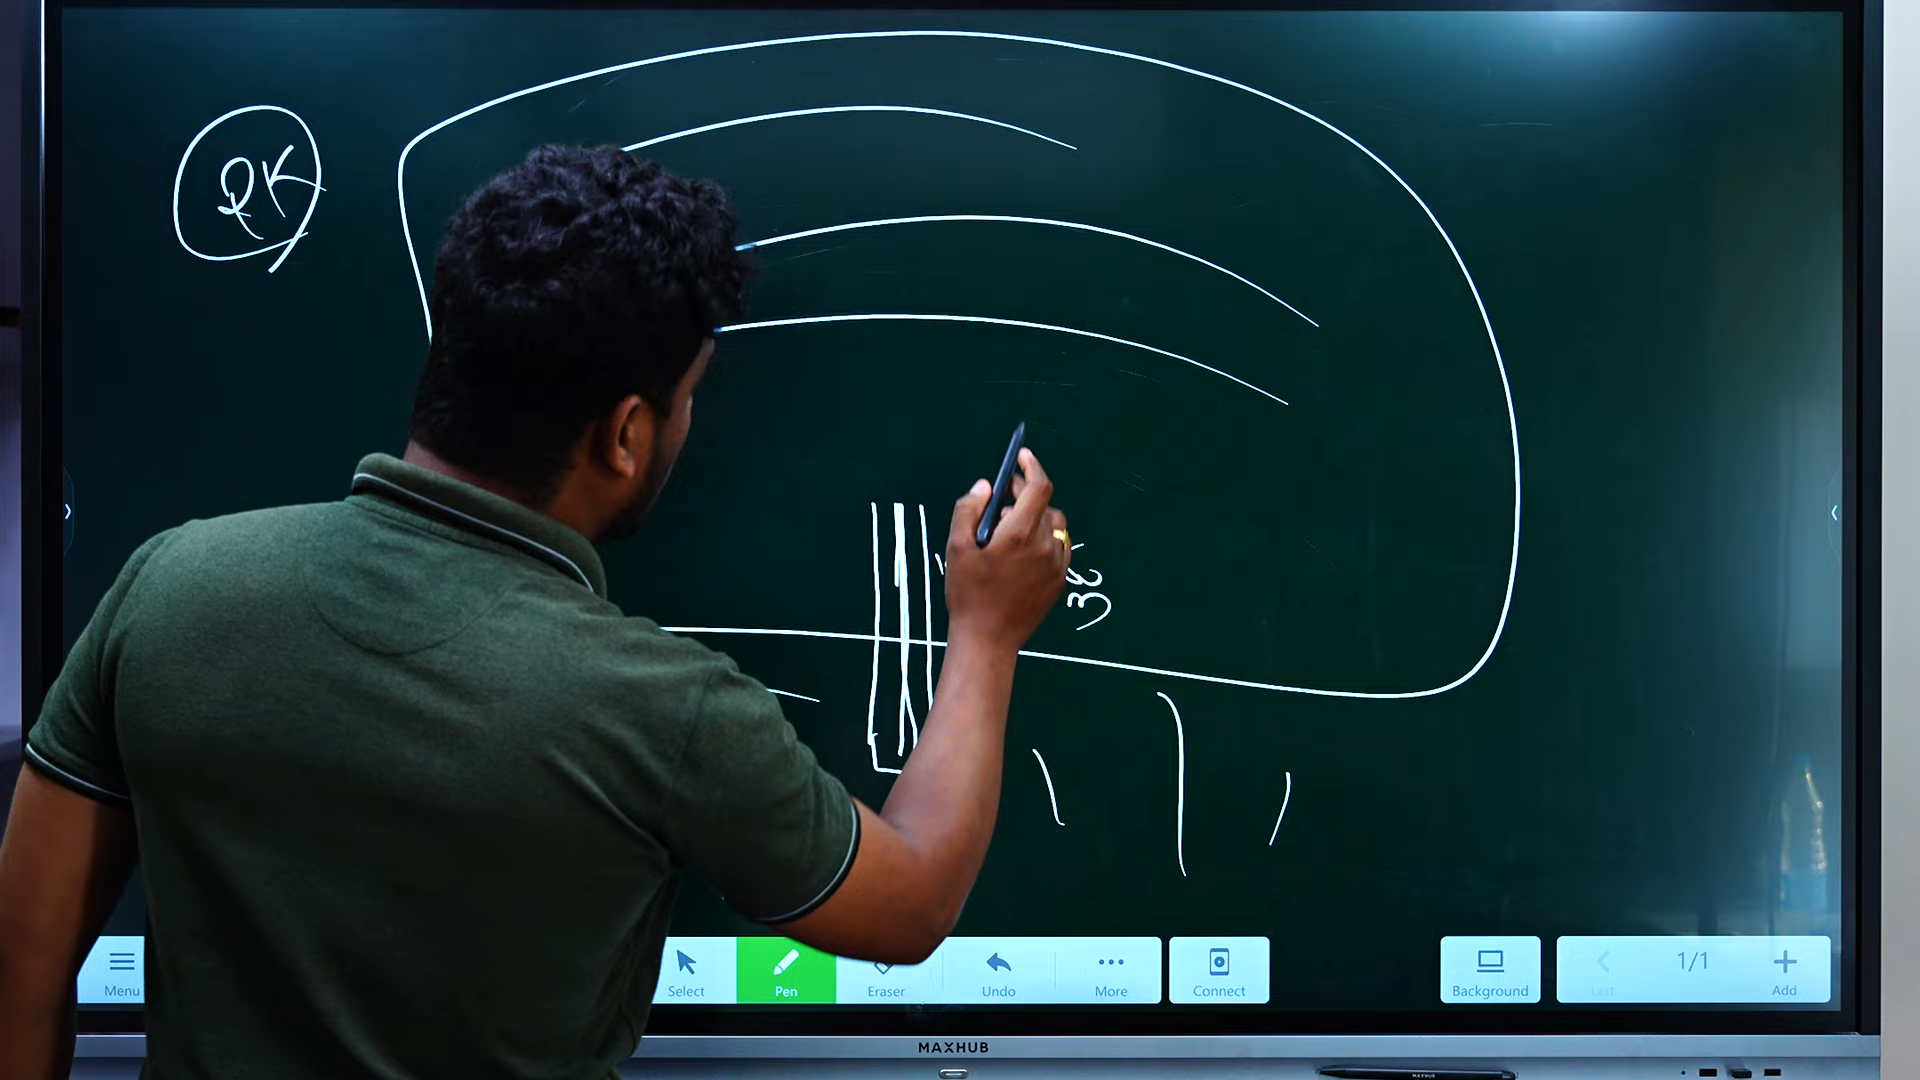 RK
Menu
Select
Pen
Eraser
Undo
More
Connect
Background
1/1
Add
MAXHUB